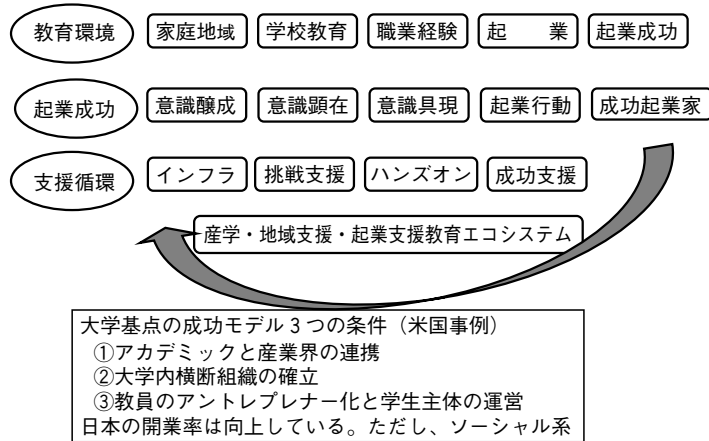 教育環境 家庭地域 学校教育 職業経験 起　業 起業成功
起業成功 意識醸成 意識顕在 意識具現 起業行動 成功起業家
支援循環 インフラ 挑戦支援 ハンズオン 成功支援
産学・地域支援・起業支援教育エコシステム
大学基点の成功モデル３つの条件（米国事例）
①アカデミックと産業界の連携
②大学内横断組織の確立
③教員のアントレプレナー化と学生主体の運営
日本の開業率は向上している。ただし、ソーシャル系